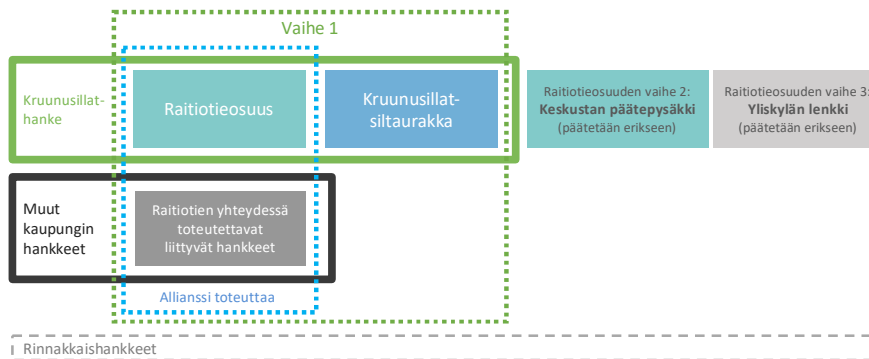 Vaihe 1
Kruunusillat-
hanke
Raitiotieosuus
Kruunusillat-
siltaurakka
Raitiotieosuuden vaihe 2:
Keskustan päätepysäkki
(päätetään erikseen)
Raitiotieosuuden vaihe 3:
Yliskylän lenkki
(päätetään erikseen)
Muut
kaupungin
hankkeet
Raitiotien yhteydessä
toteutettavat
liittyvät hankkeet
Allianssi toteuttaa
Rinnakkaishankkeet